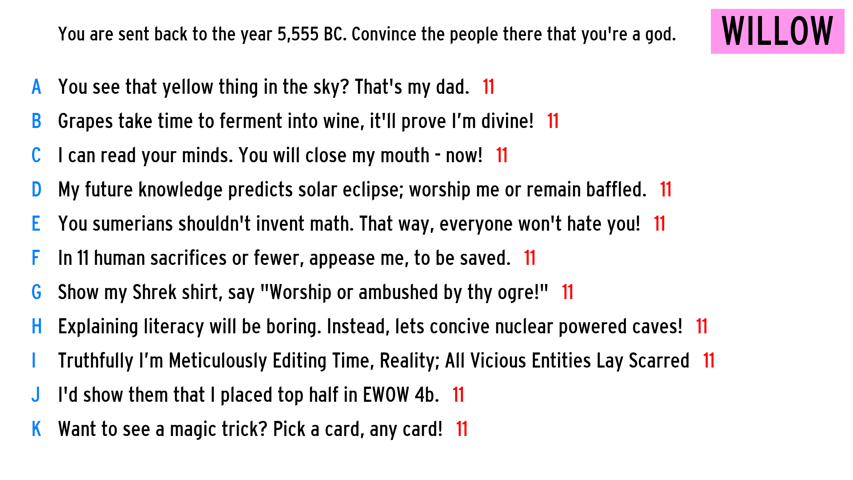 You are sent back to the year 5,555 BC. Convince the people there that you're a god.
WILLOW
A You see that yellow thing in the sky? That's my dad. 11
B Grapes take time to ferment into wine, it'll prove I’m divine! 11
C I can read your minds. You will close my mouth - now! 11
D My future knowledge predicts solar eclipse; worship me or remain baffled. 11
E You sumerians shouldn't invent math. That way, everyone won't hate you! 11
F In 11 human sacrifices or fewer, appease me, to be saved. 11
G Show my Shrek shirt, say "Worship or ambushed by thy ogre!" 11
H Explaining literacy will be boring. Instead, lets concive nuclear powered caves! 11
I Truthfully I’m Meticulously Editing Time, Reality; All Vicious Entities Lay Scarred 11
J I'd show them that I placed top half in EWOW 4b. 11
K Want to see a magic trick? Pick a card, any card! 11